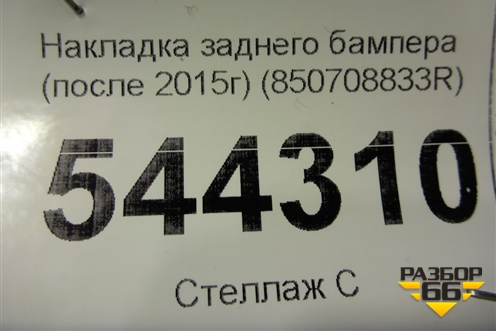 Накладка заднего бампера
(после 2015г) (850708833R)
544310
Стеллаж С
РАЗБОР
66